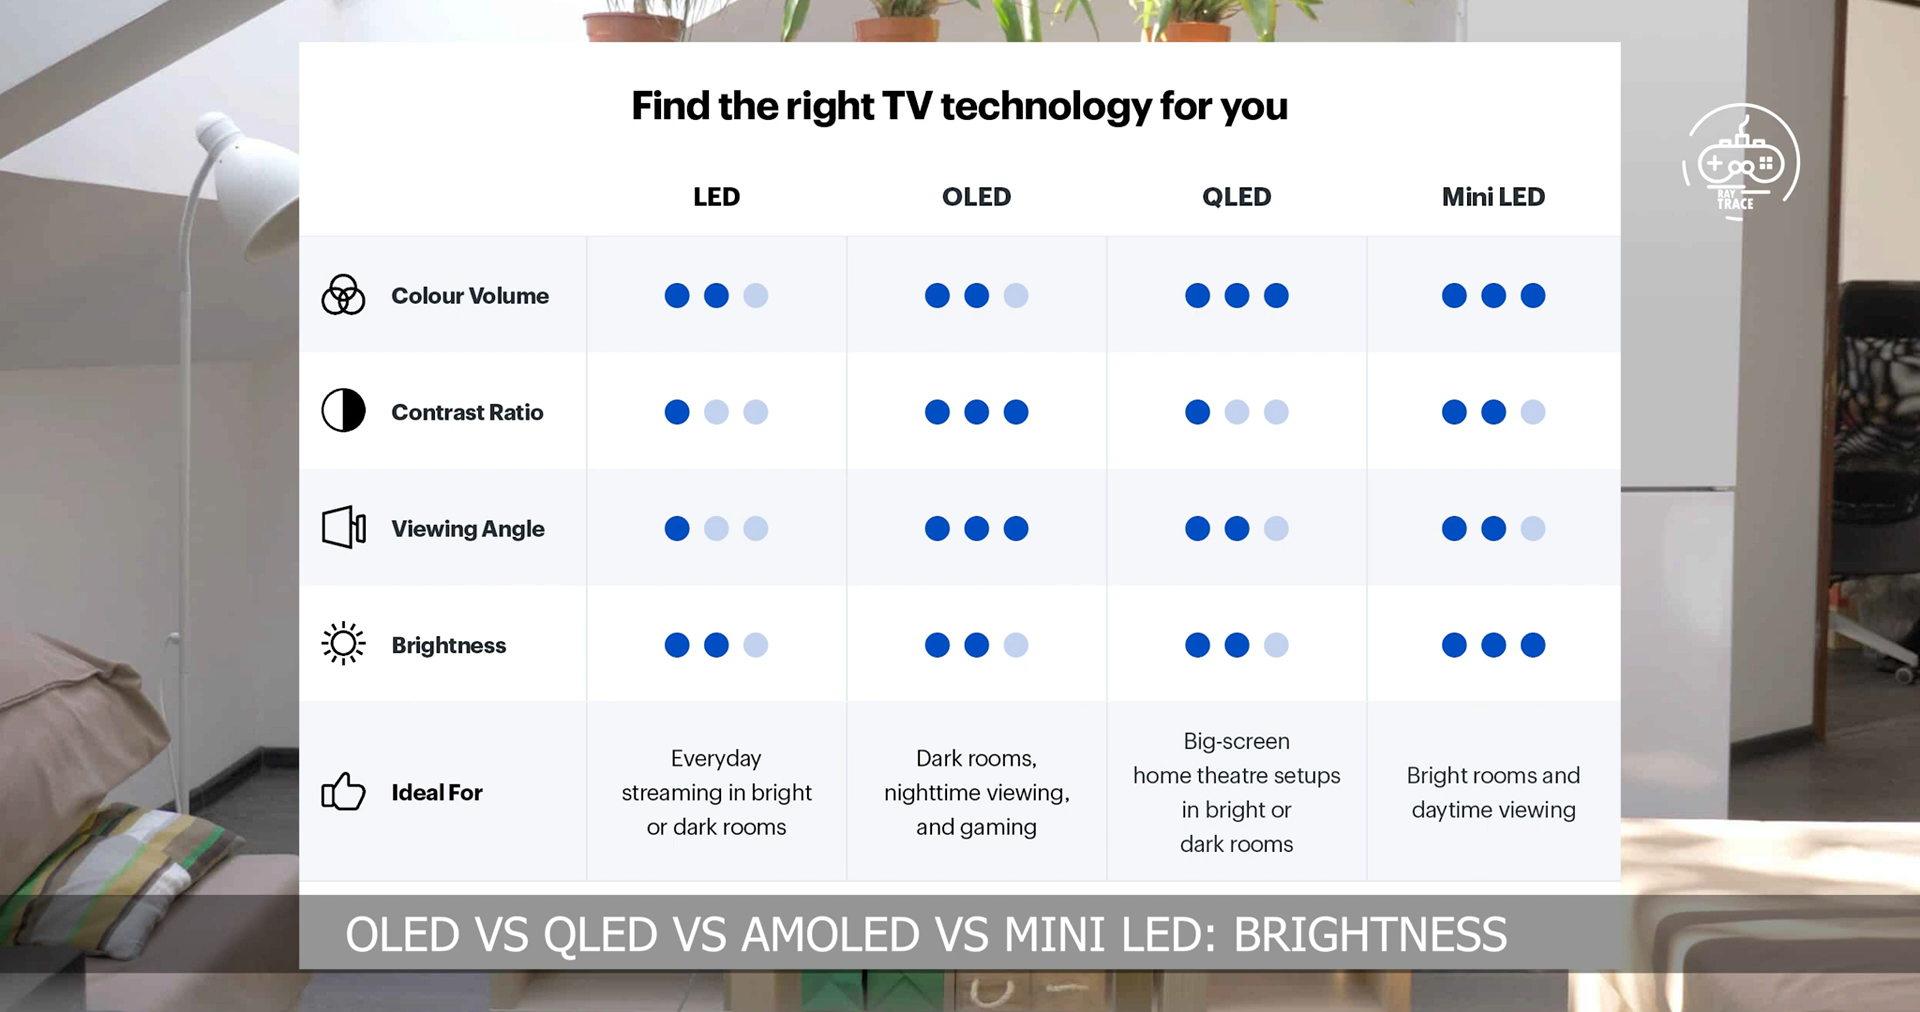 Find the right TV technology for you
LED OLED QLED Mini LED
Colour Volume
Contrast Ratio
Viewing Angle
Brightness
Ideal For
Everyday
streaming in bright
or dark rooms
Dark rooms,
nighttime viewing,
and gaming
Big-screen
home theatre setups
in bright or
dark rooms
Bright rooms and
daytime viewing
RAY
TRACE
OLED VS QLED VS AMOLED VS MINI LED: BRIGHTNESS